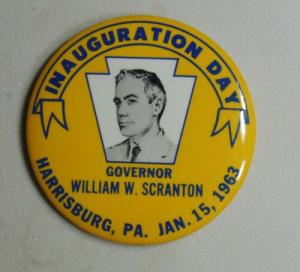 INAUGURATION DAY
GOVERNOR
WILLIAM W. SCRANTON
HARRISBURG, PA. JAN. 15, 1963